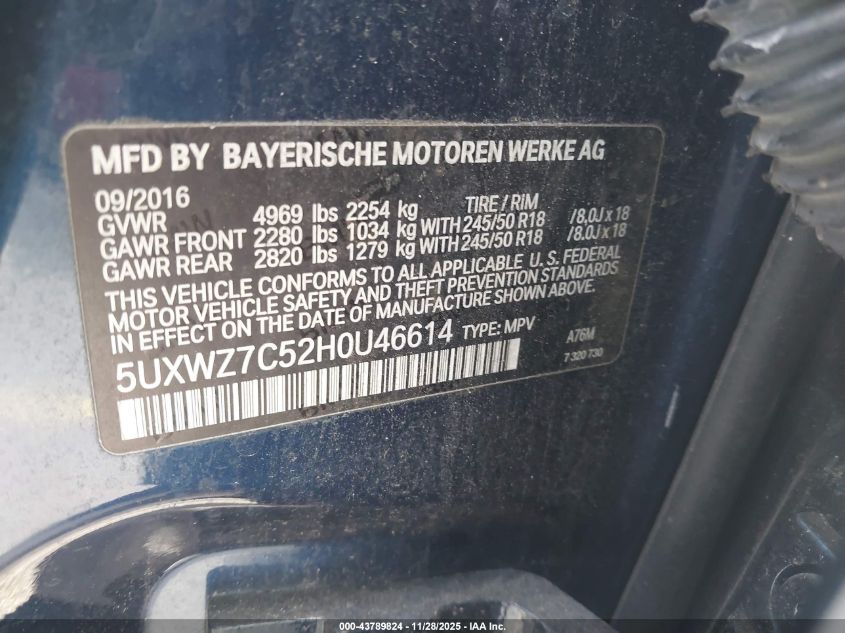 MFD BY BAYERISCHE MOTOREN WERKE AG
09/2016 TIRE / RIM
GVWR 4969 lbs 2254 kg
GAWR FRONT 2280 lbs 1034 kg WITH 245/50 R18 /8.0J x 18
GAWR REAR 2820 lbs 1279 kg WITH 245/50 R18 /8.0J x 18
THIS VEHICLE CONFORMS TO ALL APPLICABLE U.S. FEDERAL
MOTOR VEHICLE SAFETY AND THEFT PREVENTION STANDARDS
IN EFFECT ON THE DATE OF MANUFACTURE SHOWN ABOVE.
5UXWZ7C52H0U46614 TYPE: MPV A76M
7 320 730
000-43789824 - 11/28/2025 - IAA Inc.